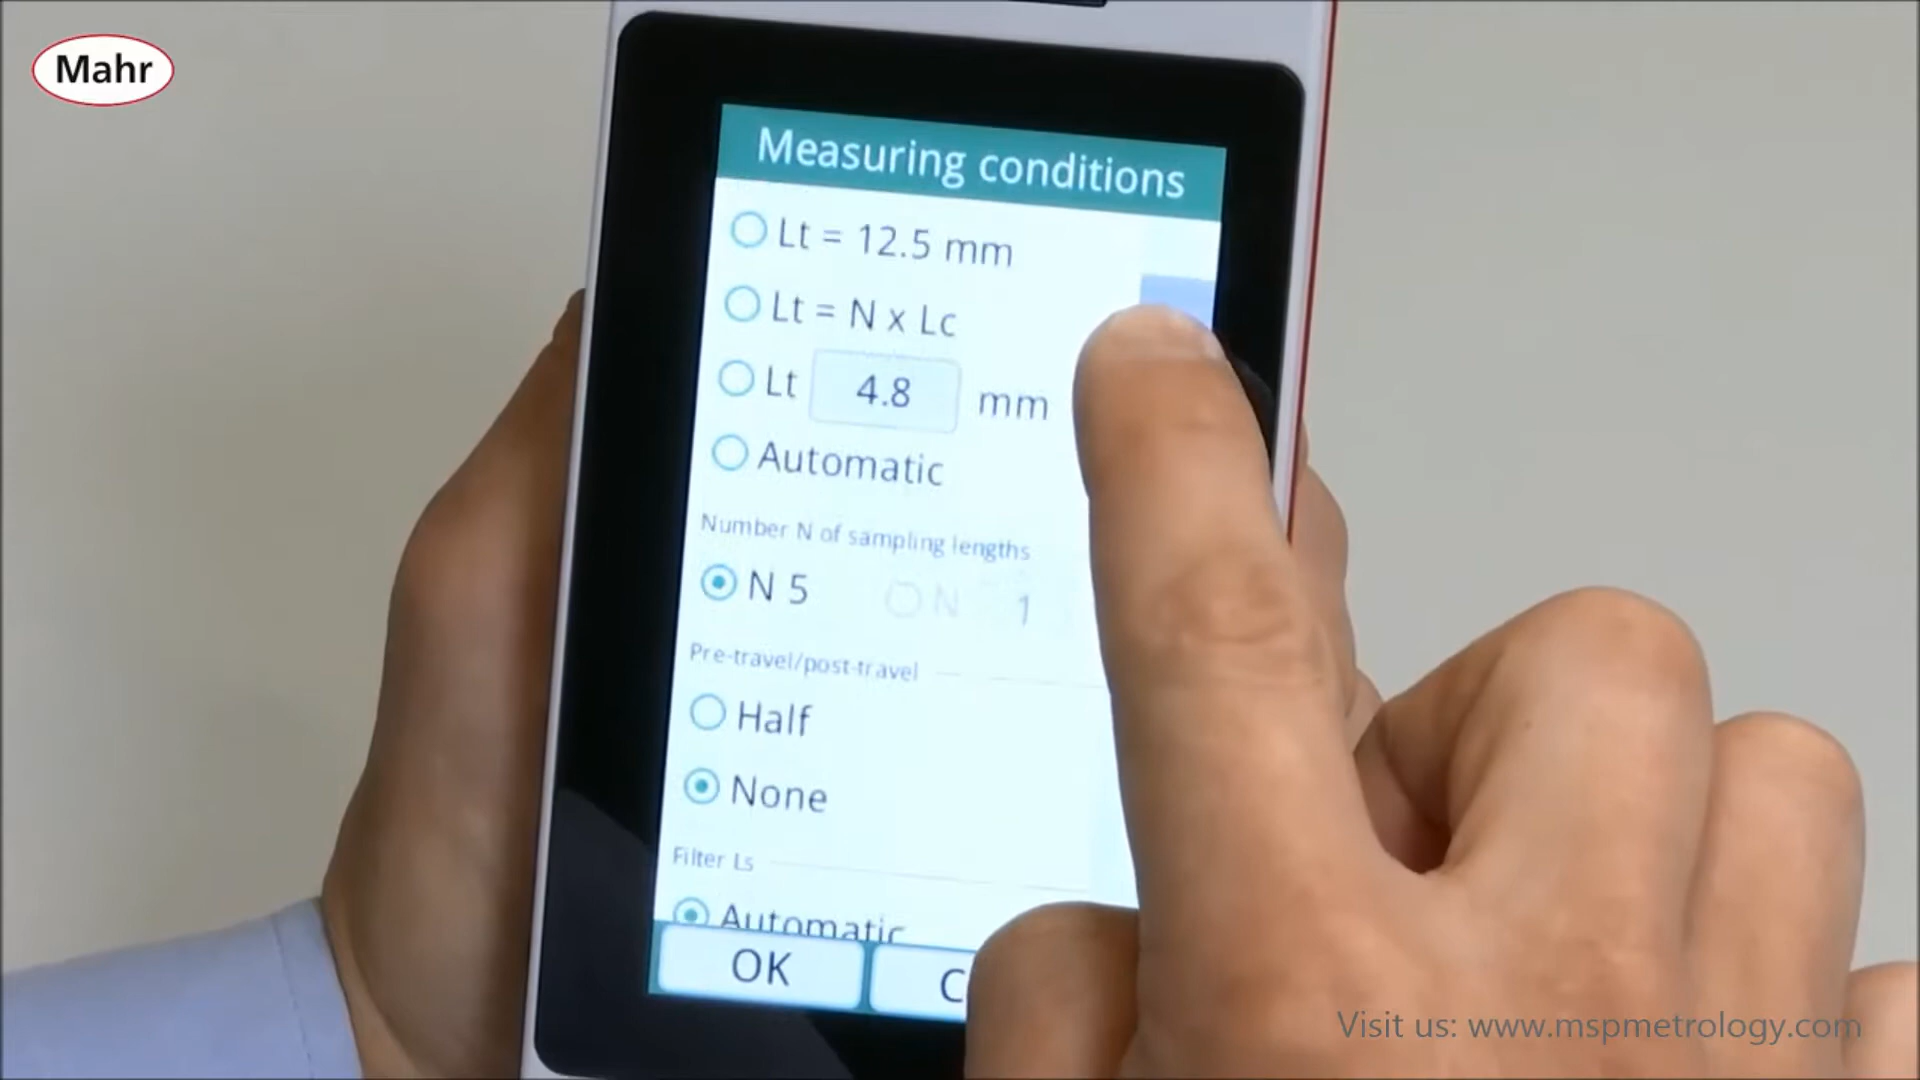 Mahr
Measuring conditions
Lt = 12.5 mm
Lt = N x Lc
Lt 4.8 mm
Automatic
Number N of sampling lengths
N 5 N 1
Pre-travel/post-travel
Half
None
Filter Ls
Automatic
OK
Visit us: www.mspmetrology.com